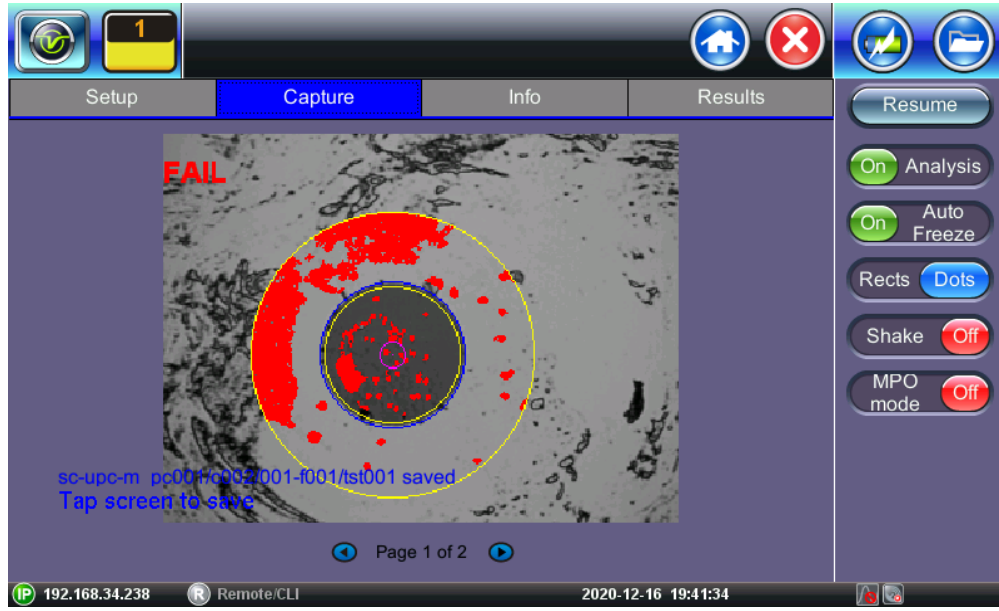 1
Setup
Capture
Info
Results
Resume
On Analysis
On Auto
Freeze
Rects Dots
Shake Off
MPO
mode Off
FAIL
sc-upc-m pc001/c002/001-f001/tst001 saved
Tap screen to save
Page 1 of 2
IP 192.168.34.238
R Remote/CLI
2020-12-16 19:41:34